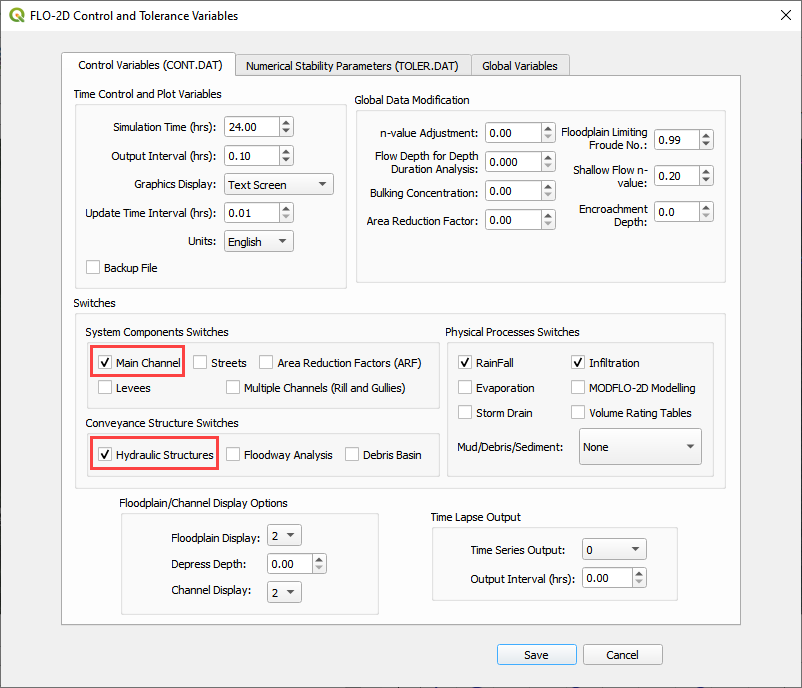 FLO-2D Control and Tolerance Variables
Control Variables (CONT.DAT)
Numerical Stability Parameters (TOLER.DAT)
Global Variables
Time Control and Plot Variables
Simulation Time (hrs): 24.00
Output Interval (hrs): 0.10
Graphics Display: Text Screen
Update Time Interval (hrs): 0.01
Units: English
Backup File
Global Data Modification
n-value Adjustment: 0.00
Flow Depth for Depth
Duration Analysis: 0.000
Bulking Concentration: 0.00
Area Reduction Factor: 0.00
Floodplain Limiting
Froude No.: 0.99
Shallow Flow n-
value: 0.20
Encroachment
Depth: 0.0
Switches
System Components Switches
Main Channel
Streets
Area Reduction Factors (ARF)
Levees
Multiple Channels (Rill and Gullies)
Conveyance Structure Switches
Hydraulic Structures
Floodway Analysis
Debris Basin
Physical Processes Switches
RainFall
Infiltration
Evaporation
MODFLO-2D Modelling
Storm Drain
Volume Rating Tables
Mud/Debris/Sediment: None
Floodplain/Channel Display Options
Floodplain Display: 2
Depress Depth: 0.00
Channel Display: 2
Time Lapse Output
Time Series Output: 0
Output Interval (hrs): 0.00
Save
Cancel